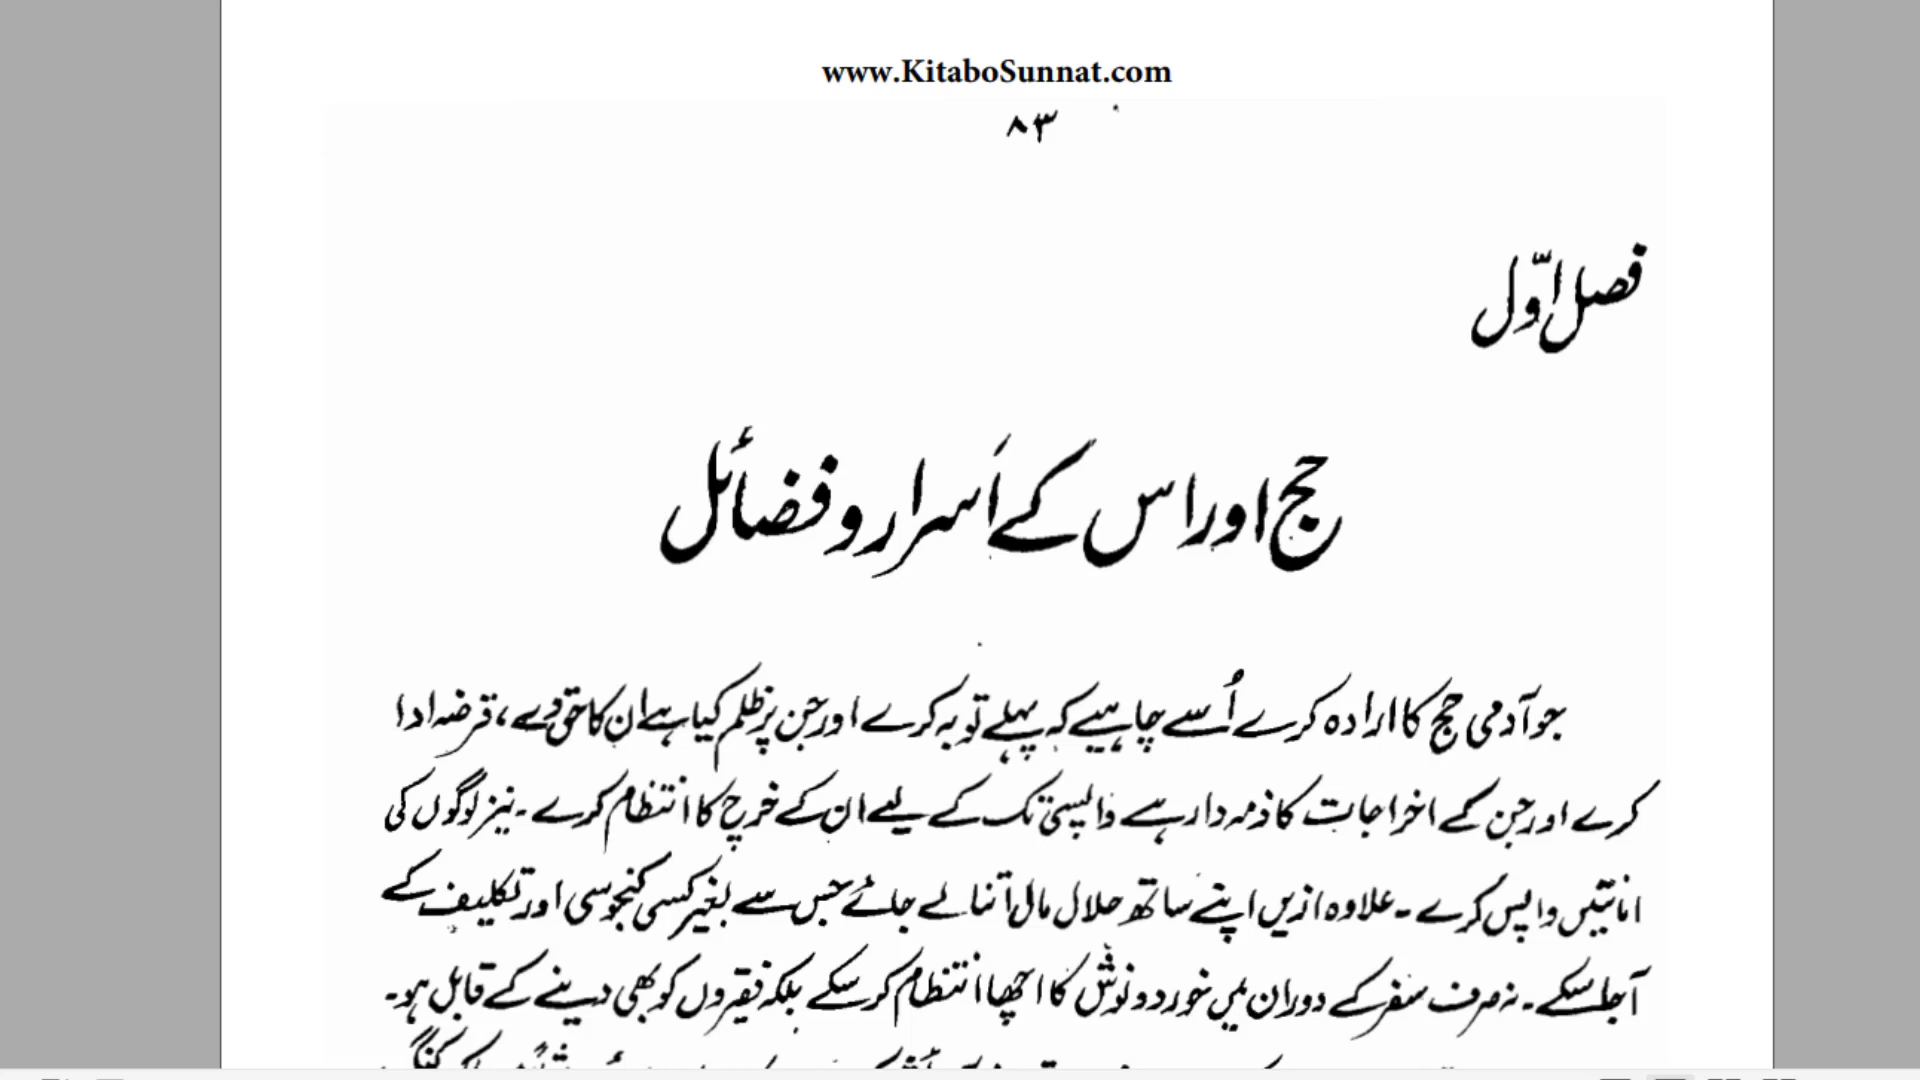 www.KitaboSunnat.com
۸۳
فصل اوّل
حج اور اس کے اَسرار و فضائل
جو آدمی حج کا ارادہ کرے اُسے چاہیے کہ پہلے توبہ کرے اور جن پر ظلم کیا ہے ان کا حق دے، قرضہ ادا
کرے اور جن کے اخراجات کا ذمہ دار ہے واپسی تک کے لیے ان کے خرچ کا انتظام کرے۔ نیز لوگوں کی
امانتیں واپس کرے۔ علاوہ ازیں اپنے ساتھ حلال مال اتنا لے جائے جس سے بغیر کسی کنجوسی اور تکلیف کے
آجا سکے۔ نہ صرف سفر کے دوران میں خورد و نوش کا اچھا انتظام کر سکے بلکہ فقیروں کو بھی دینے کے قابل ہو۔